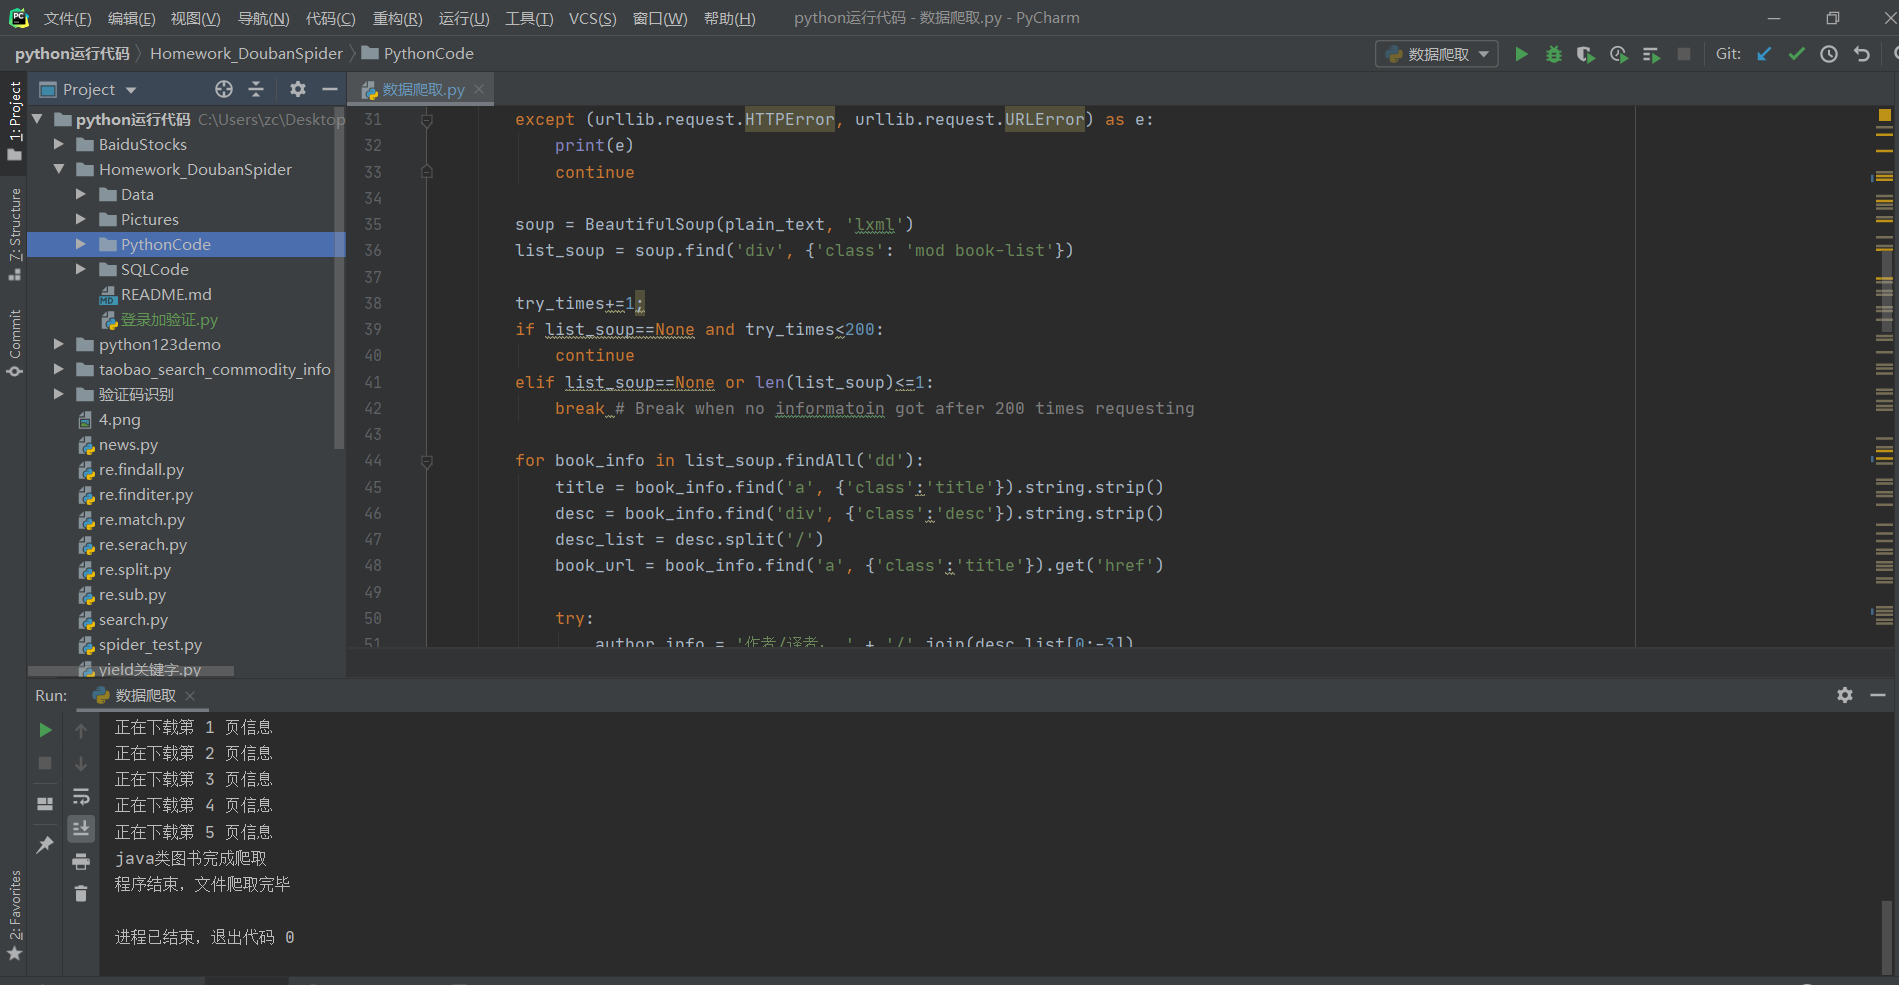 文件(F) 编辑(E) 视图(V) 导航(N) 代码(C) 重构(R) 运行(U) 工具(T) VCS(S) 窗口(W) 帮助(H) python运行代码 - 数据爬取.py - PyCharm
python运行代码 Homework_DoubanSpider PythonCode 数据爬取 Git:
1: Project
7: Structure
Commit
2: Favorites
Project
python运行代码 C:\Users\zc\Desktop
BaiduStocks
Homework_DoubanSpider
Data
Pictures
PythonCode
SQLCode
README.md
登录加验证.py
python123demo
taobao_search_commodity_info
验证码识别
4.png
news.py
re.findall.py
re.finditer.py
re.match.py
re.serach.py
re.split.py
re.sub.py
search.py
spider_test.py
yield关键字.py
数据爬取.py
31 except (urllib.request.HTTPError, urllib.request.URLError) as e:
32 print(e)
33 continue
34
35 soup = BeautifulSoup(plain_text, 'lxml')
36 list_soup = soup.find('div', {'class': 'mod book-list'})
37
38 try_times+=1;
39 if list_soup==None and try_times<200:
40 continue
41 elif list_soup==None or len(list_soup)<=1:
42 break # Break when no informatoin got after 200 times requesting
43
44 for book_info in list_soup.findAll('dd'):
45 title = book_info.find('a', {'class':'title'}).string.strip()
46 desc = book_info.find('div', {'class':'desc'}).string.strip()
47 desc_list = desc.split('/')
48 book_url = book_info.find('a', {'class':'title'}).get('href')
49
50 try:
51 author_info = '作者/译者： ' + '/'.join(desc_list[0:-3])
Run: 数据爬取
正在下载第 1 页信息
正在下载第 2 页信息
正在下载第 3 页信息
正在下载第 4 页信息
正在下载第 5 页信息
java类图书完成爬取
程序结束，文件爬取完毕
进程已结束，退出代码 0